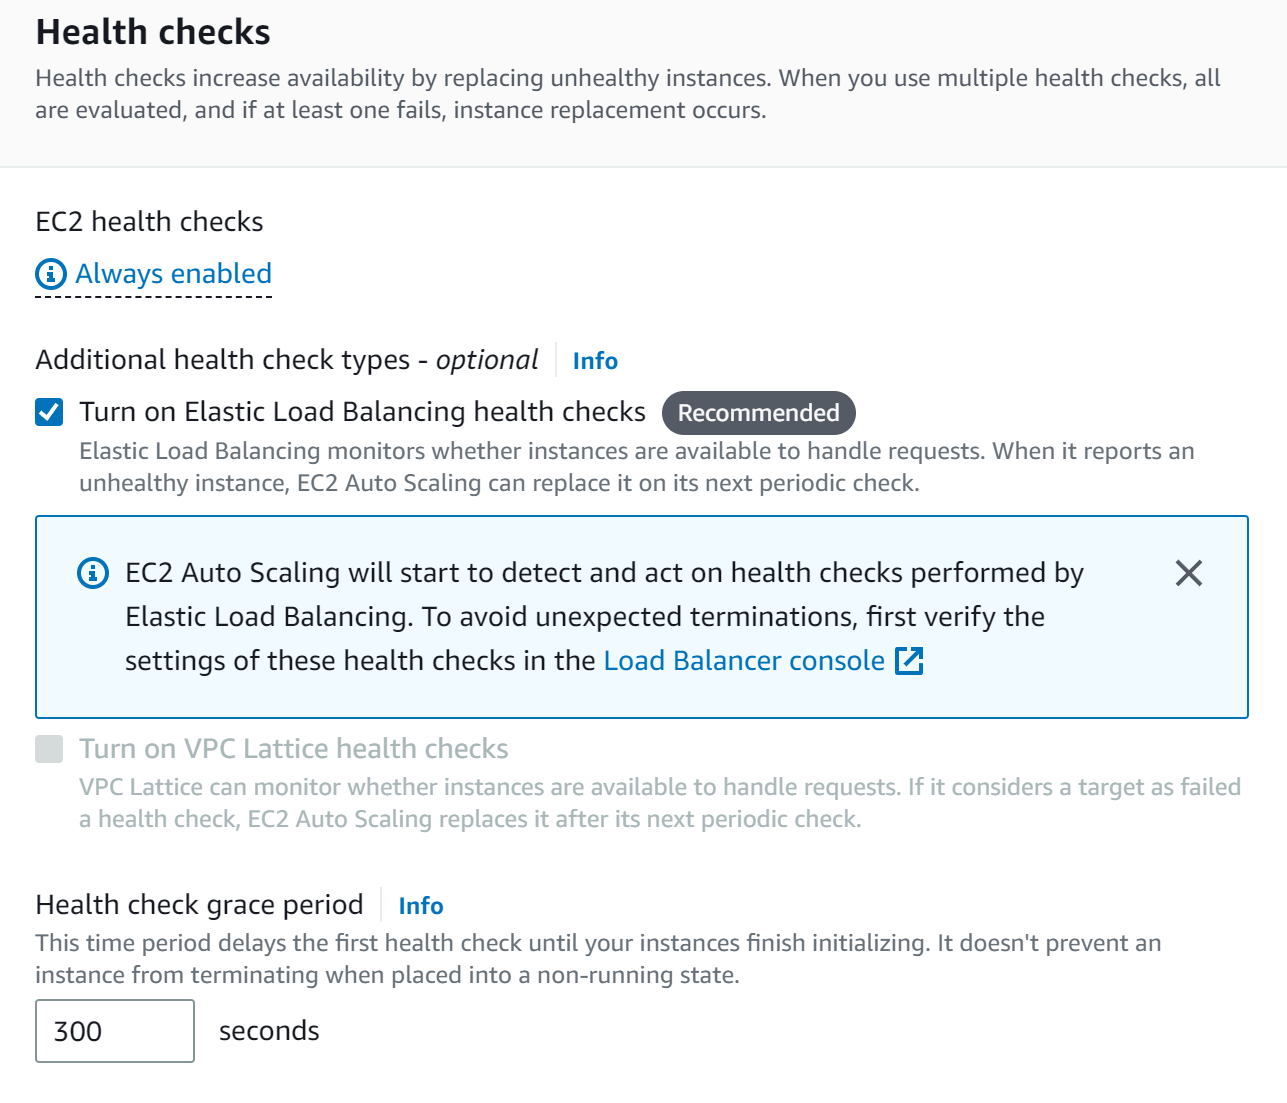 Health checks
Health checks increase availability by replacing unhealthy instances. When you use multiple health checks, all
are evaluated, and if at least one fails, instance replacement occurs.
EC2 health checks
Always enabled
Additional health check types - optional Info
Turn on Elastic Load Balancing health checks Recommended
Elastic Load Balancing monitors whether instances are available to handle requests. When it reports an
unhealthy instance, EC2 Auto Scaling can replace it on its next periodic check.
EC2 Auto Scaling will start to detect and act on health checks performed by
Elastic Load Balancing. To avoid unexpected terminations, first verify the
settings of these health checks in the Load Balancer console
Turn on VPC Lattice health checks
VPC Lattice can monitor whether instances are available to handle requests. If it considers a target as failed
a health check, EC2 Auto Scaling replaces it after its next periodic check.
Health check grace period Info
This time period delays the first health check until your instances finish initializing. It doesn't prevent an
instance from terminating when placed into a non-running state.
300 seconds